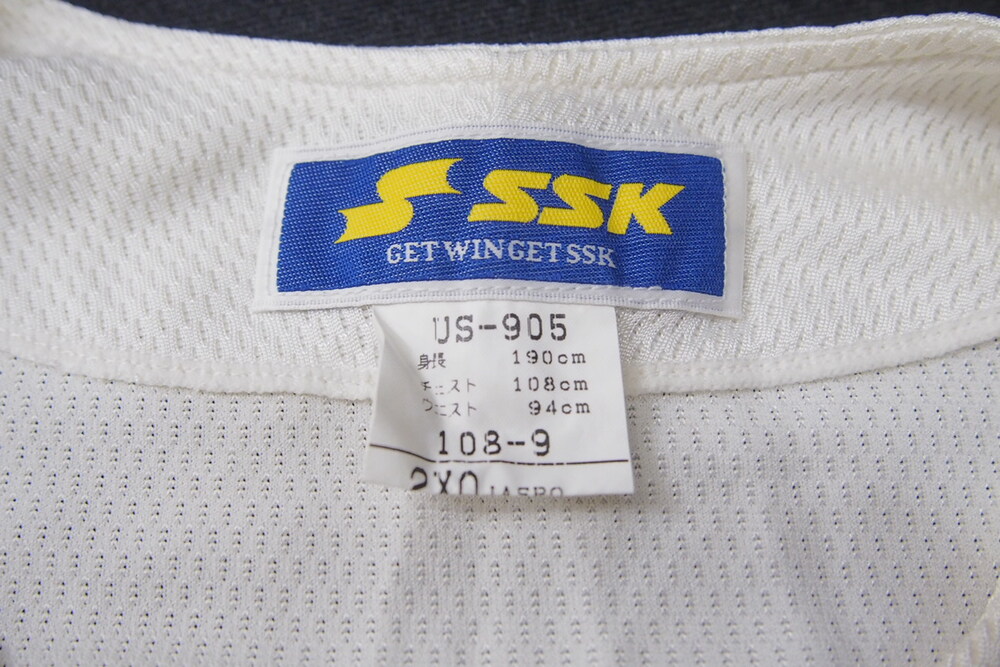 SSK
GET WIN GET SSK
US-905
身長 190cm
チェスト 108cm
ウエスト 94cm
108-9
2XO JASPO